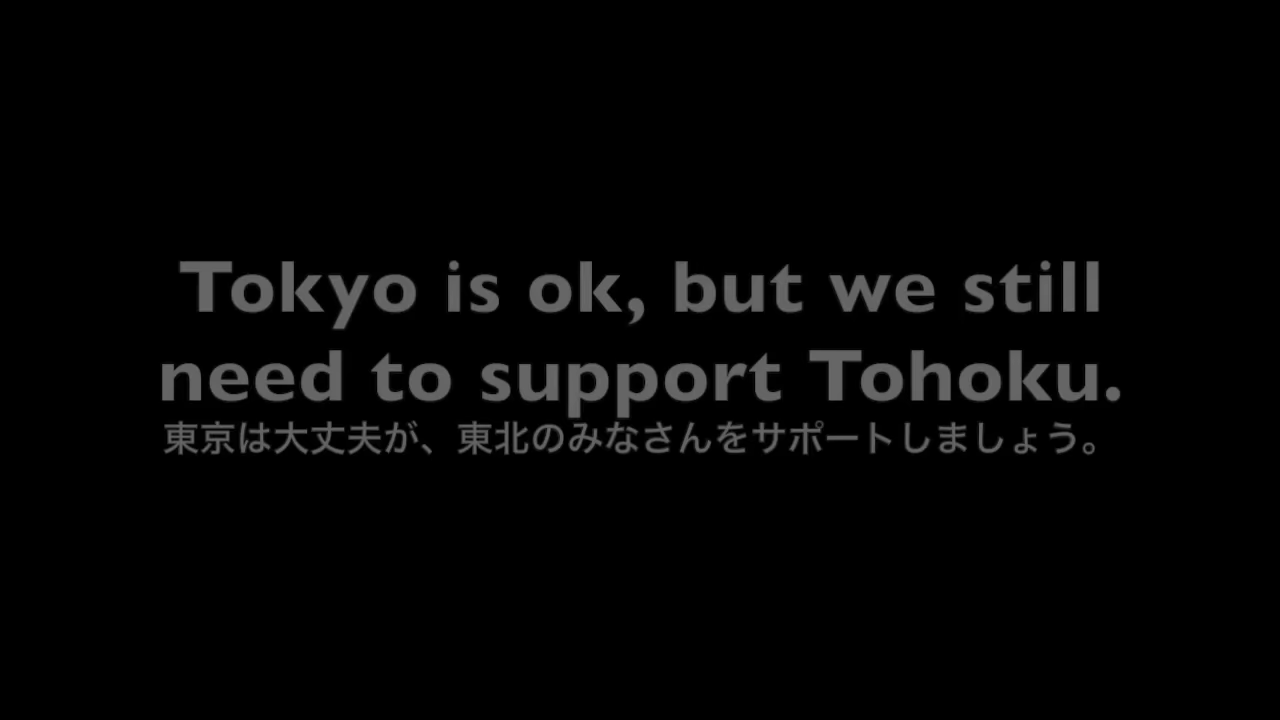 Tokyo is ok, but we still
need to support Tohoku.
東京は大丈夫が、東北のみなさんをサポートしましょう。